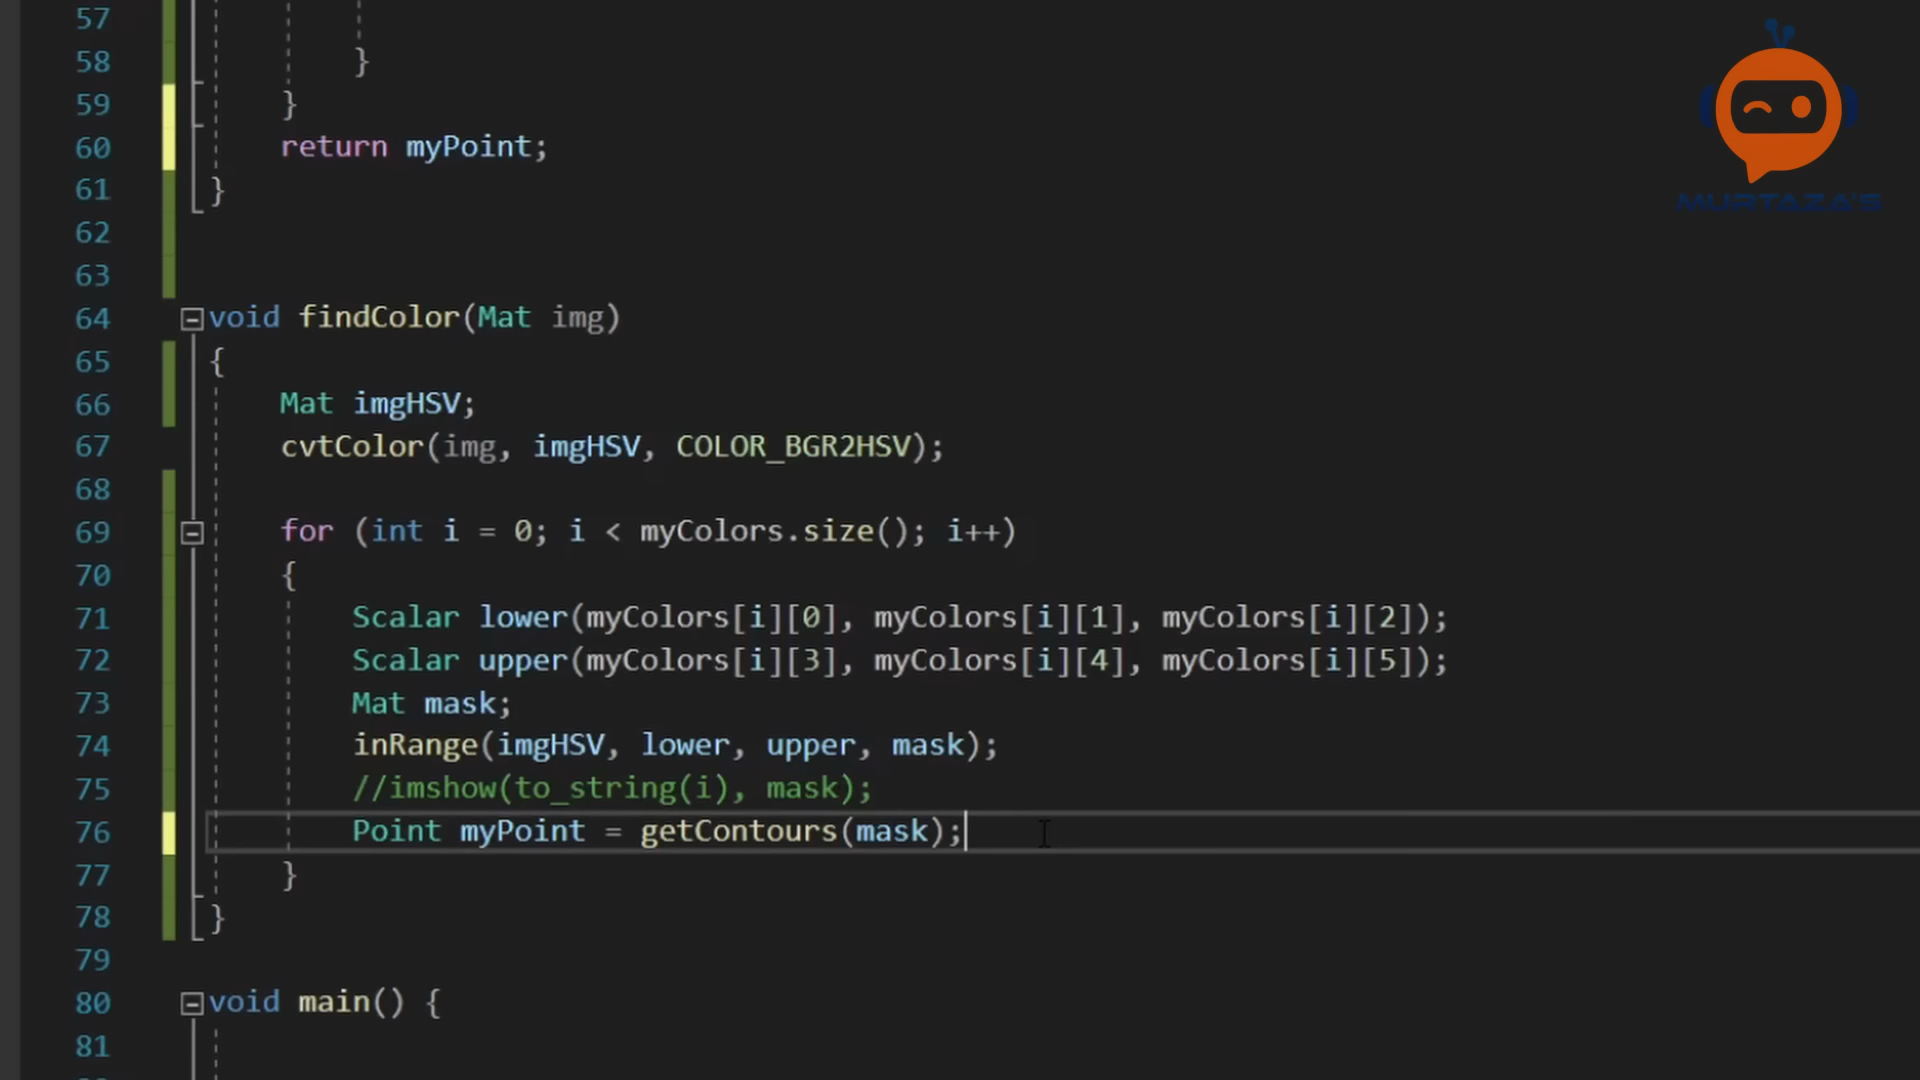 57
58 }
59 }
60 return myPoint;
61 }
62
63
64 void findColor(Mat img)
65 {
66 Mat imgHSV;
67 cvtColor(img, imgHSV, COLOR_BGR2HSV);
68
69 for (int i = 0; i < myColors.size(); i++)
70 {
71 Scalar lower(myColors[i][0], myColors[i][1], myColors[i][2]);
72 Scalar upper(myColors[i][3], myColors[i][4], myColors[i][5]);
73 Mat mask;
74 inRange(imgHSV, lower, upper, mask);
75 //imshow(to_string(i), mask);
76 Point myPoint = getContours(mask);
77 }
78 }
79
80 void main() {
81
MURTAZA'S